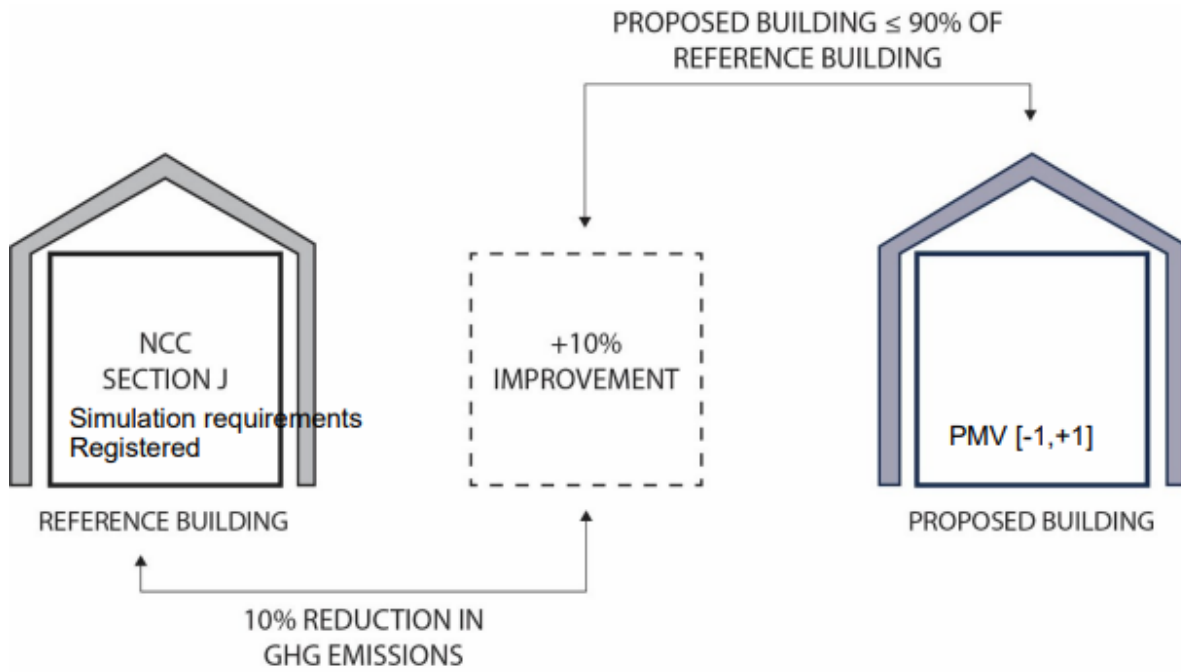 PROPOSED BUILDING ≤ 90% OF
REFERENCE BUILDING
NCC
SECTION J
Simulation requirements
Registered
+10%
IMPROVEMENT
PMV [-1,+1]
REFERENCE BUILDING
PROPOSED BUILDING
10% REDUCTION IN
GHG EMISSIONS